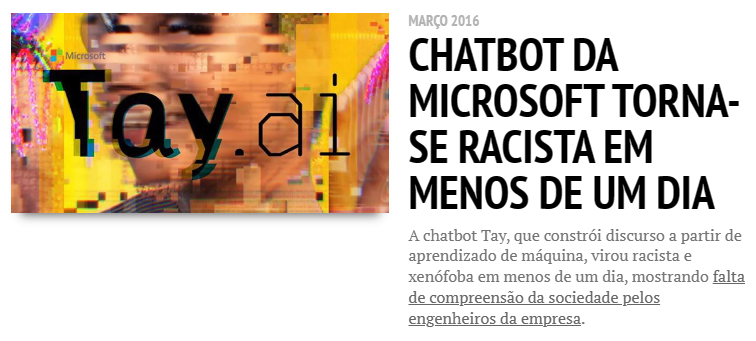 Microsoft
Tay.ai
MARÇO 2016
CHATBOT DA
MICROSOFT TORNA-
SE RACISTA EM
MENOS DE UM DIA
A chatbot Tay, que constrói discurso a partir de
aprendizado de máquina, virou racista e
xenófoba em menos de um dia, mostrando falta
de compreensão da sociedade pelos
engenheiros da empresa.